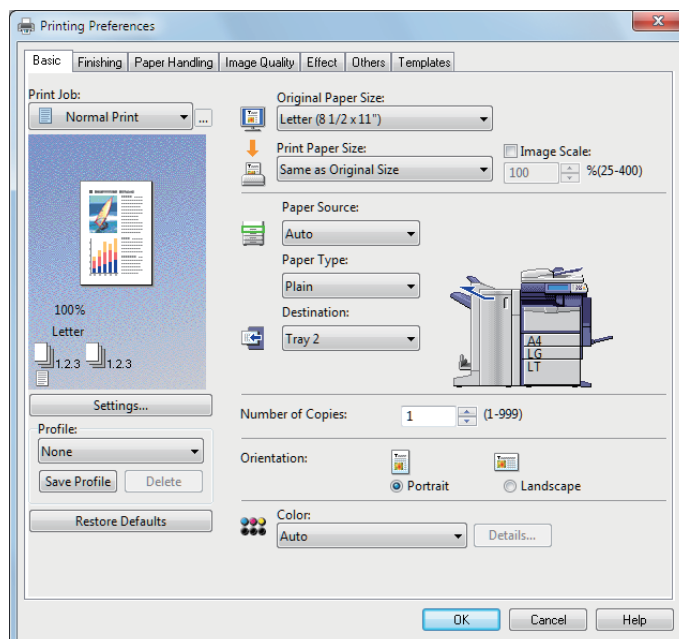 Printing Preferences
Basic Finishing Paper Handling Image Quality Effect Others Templates
Print Job:
Normal Print
...
100%
Letter
1.2.3 1.2.3
Settings...
Profile:
None
Save Profile Delete
Restore Defaults
Original Paper Size:
Letter (8 1/2 x 11")
Print Paper Size:
Same as Original Size
Image Scale:
100 %(25-400)
Paper Source:
Auto
Paper Type:
Plain
Destination:
Tray 2
A4
LG
LT
Number of Copies: 1 (1-999)
Orientation:
Portrait Landscape
Color:
Auto Details...
OK Cancel Help